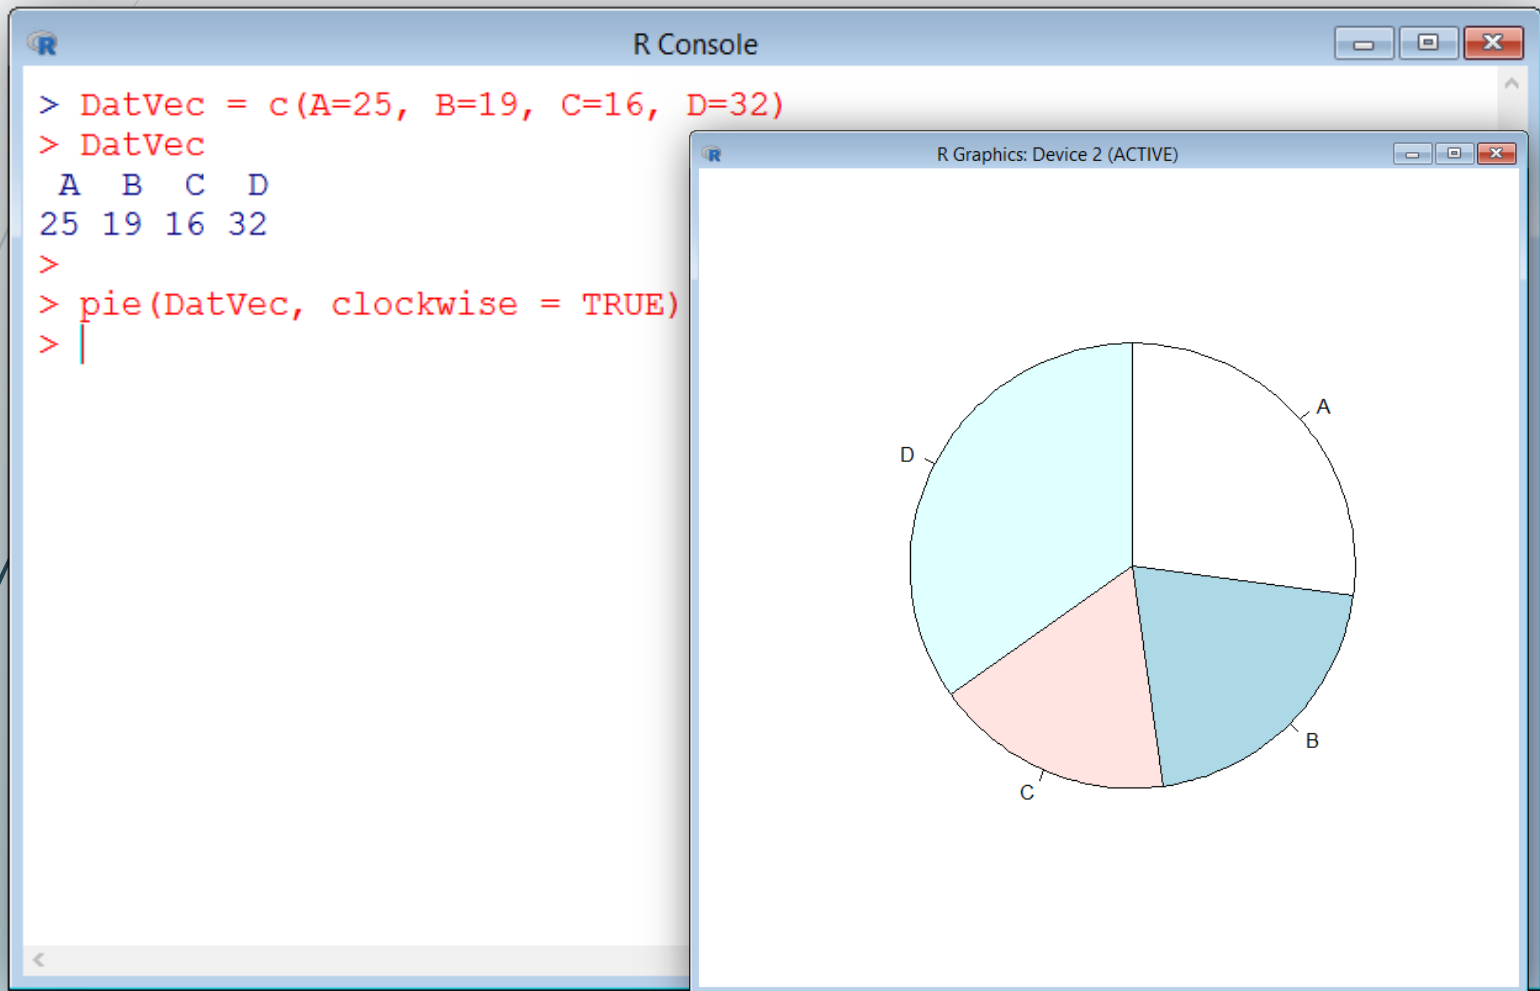 R Console
> DatVec = c(A=25, B=19, C=16, D=32)
> DatVec
 A  B  C  D
25 19 16 32
>
> pie(DatVec, clockwise = TRUE)
>
R Graphics: Device 2 (ACTIVE)
A
D
B
C